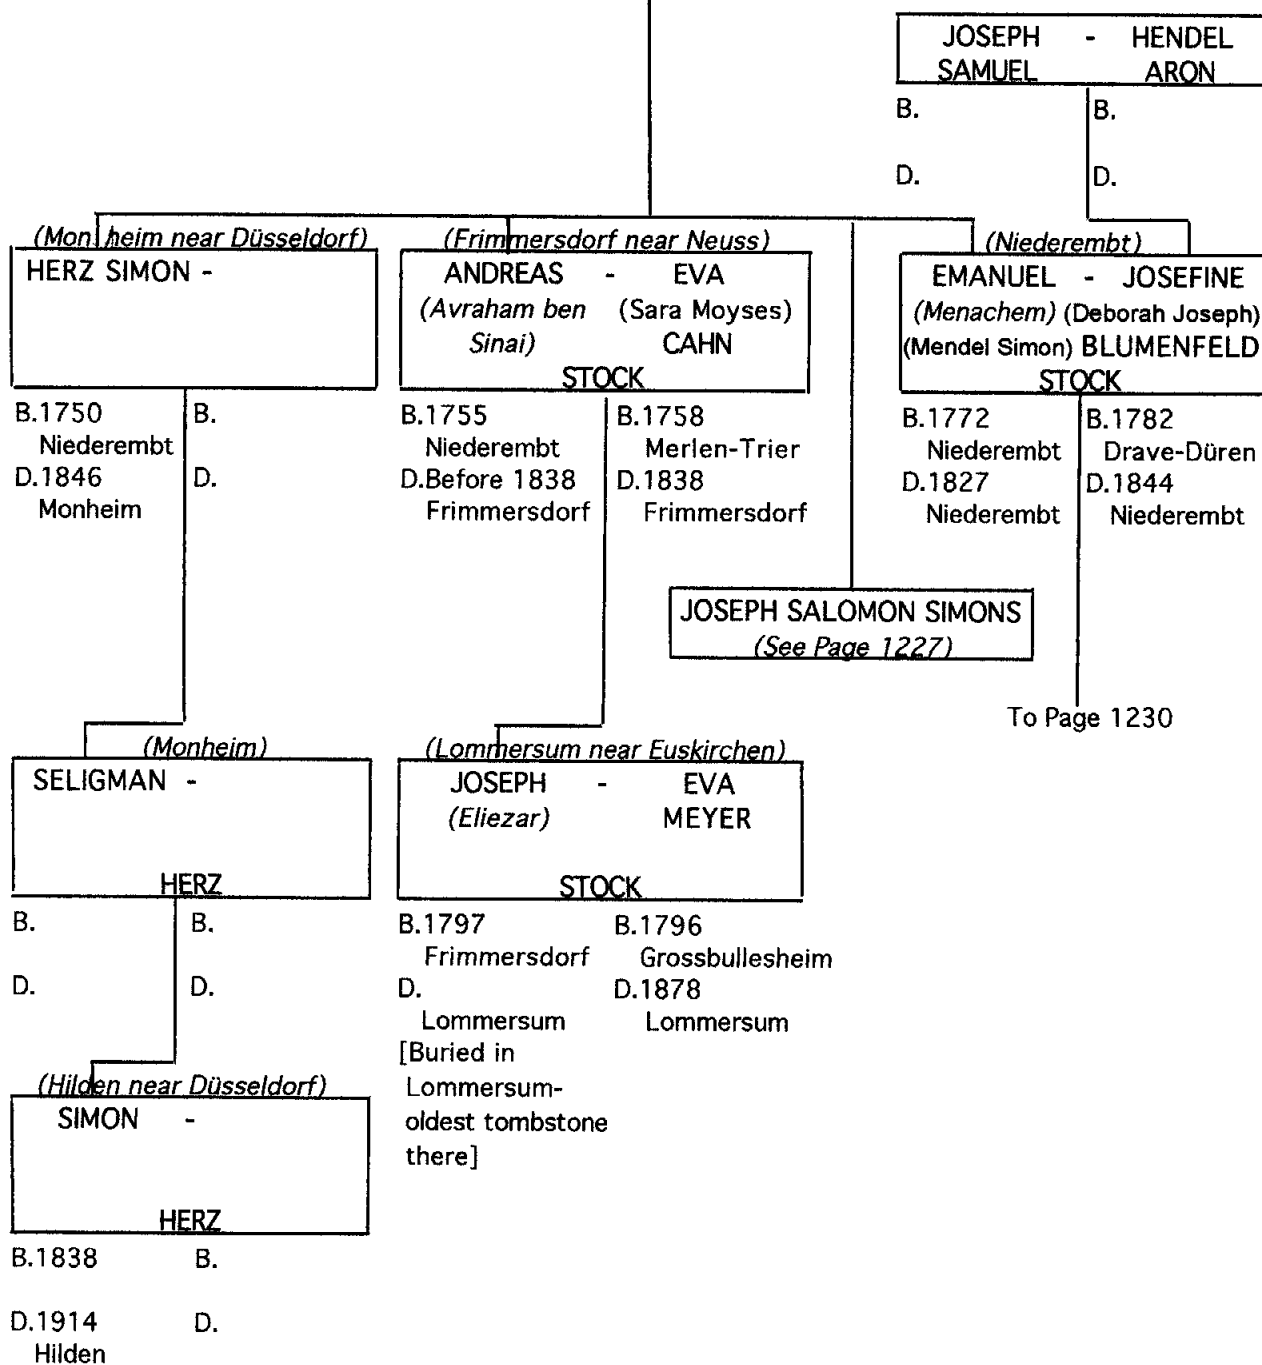 JOSEPH - HENDEL
SAMUEL ARON
B. B.
D. D.
(Monheim near Düsseldorf)
HERZ SIMON -
B.1750 B.
Niederembt
D.1846 D.
Monheim
(Frimmersdorf near Neuss)
ANDREAS - EVA
(Avraham ben (Sara Moyses)
Sinai) CAHN
STOCK
B.1755 B.1758
Niederembt Merlen-Trier
D.Before 1838 D.1838
Frimmersdorf Frimmersdorf
(Niederembt)
EMANUEL - JOSEFINE
(Menachem) (Deborah Joseph)
(Mendel Simon) BLUMENFELD
STOCK
B.1772 B.1782
Niederembt Drave-Düren
D.1827 D.1844
Niederembt Niederembt
JOSEPH SALOMON SIMONS
(See Page 1227)
To Page 1230
(Monheim)
SELIGMAN -
HERZ
B. B.
D. D.
(Lommersum near Euskirchen)
JOSEPH - EVA
(Eliezar) MEYER
STOCK
B.1797 B.1796
Frimmersdorf Grossbullesheim
D. D.1878
Lommersum Lommersum
[Buried in
Lommersum-
oldest tombstone
there]
(Hilden near Düsseldorf)
SIMON -
HERZ
B.1838 B.
D.1914 D.
Hilden